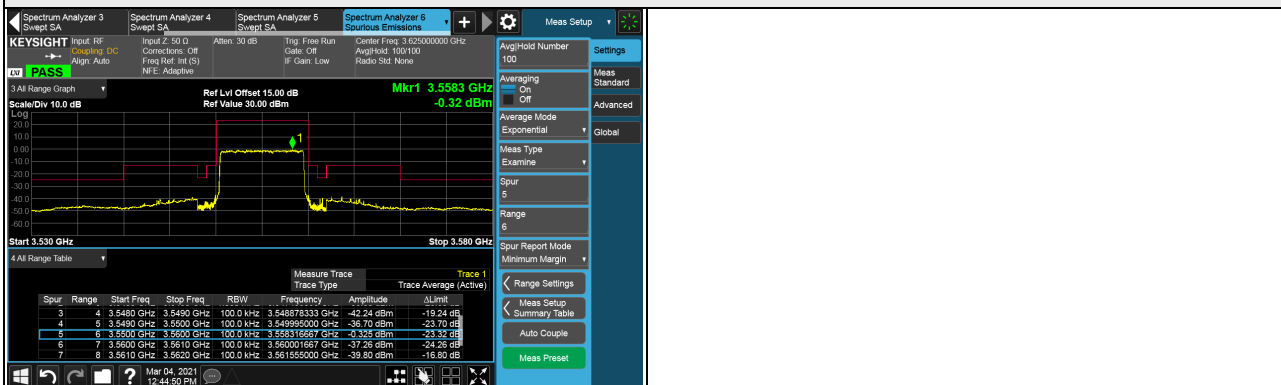 Spectrum Analyzer 3
Swept SA
Spectrum Analyzer 4
Swept SA
Spectrum Analyzer 5
Swept SA
Spectrum Analyzer 6
Spurious Emissions
Meas Setup
KEYSIGHT
Input: RF
Coupling: DC
Align: Auto
Input Z: 50 Ω
Corrections: Off
Freq Ref: Int (S)
NFE: Adaptive
Atten: 30 dB
Trig: Free Run
Gate: Off
IF Gain: Low
Center Freq: 3.625000000 GHz
Avg|Hold: 100/100
Radio Std: None
LXI PASS
3 All Range Graph
Scale/Div 10.0 dB
Ref Lvl Offset 15.00 dB
Ref Value 30.00 dBm
Mkr1 3.5583 GHz
-0.32 dBm
Log
20.0
10.0
0.00
-10.0
-20.0
-30.0
-40.0
-50.0
-60.0
1
Start 3.530 GHz
Stop 3.580 GHz
4 All Range Table
Measure Trace Trace 1
Trace Type Trace Average (Active)
Spur Range Start Freq Stop Freq RBW Frequency Amplitude ΔLimit
3 4 3.5480 GHz 3.5490 GHz 100.0 kHz 3.548878333 GHz -42.24 dBm -19.24 dB
4 5 3.5490 GHz 3.5500 GHz 100.0 kHz 3.549995000 GHz -36.70 dBm -23.70 dB
5 6 3.5500 GHz 3.5600 GHz 100.0 kHz 3.558316667 GHz -0.325 dBm -23.32 dB
6 7 3.5600 GHz 3.5610 GHz 100.0 kHz 3.560001667 GHz -37.26 dBm -24.26 dB
7 8 3.5610 GHz 3.5620 GHz 100.0 kHz 3.561555000 GHz -39.80 dBm -16.80 dB
Mar 04, 2021
12:44:50 PM
Avg|Hold Number
100
Averaging
On
Off
Average Mode
Exponential
Meas Type
Examine
Spur
5
Range
6
Spur Report Mode
Minimum Margin
Range Settings
Meas Setup
Summary Table
Auto Couple
Meas Preset
Settings
Meas
Standard
Advanced
Global